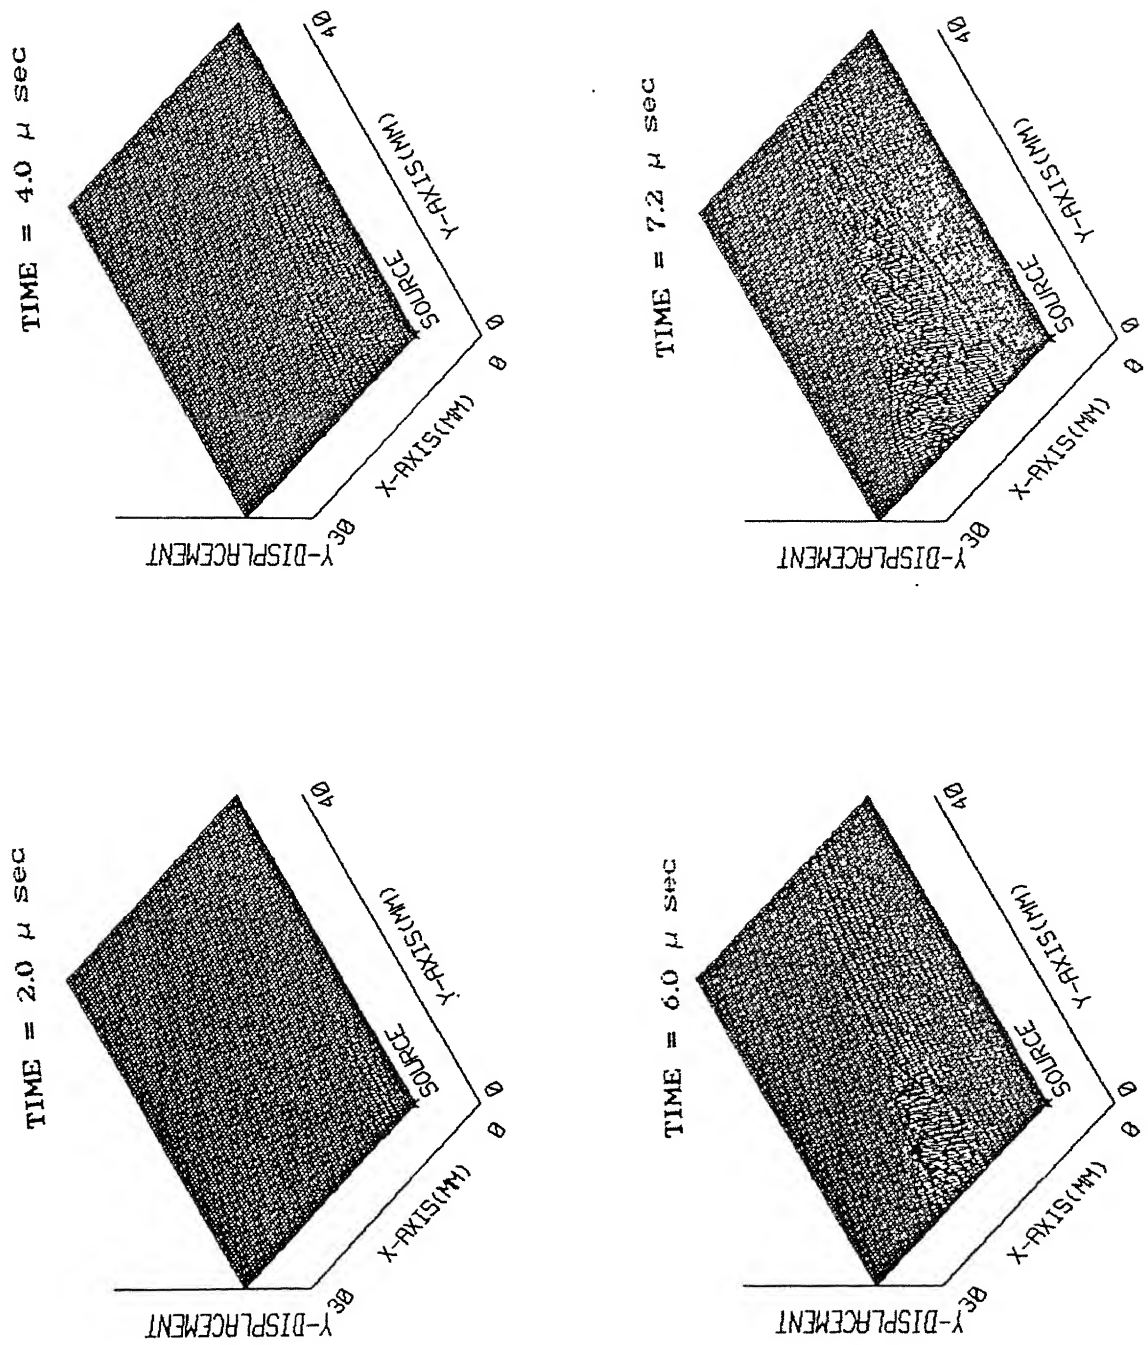 TIME = 2.0 μ sec
Y-DISPLACEMENT
30
X-AXIS(MM)
0
0
SOURCE
Y-AXIS(MM)
40
TIME = 4.0 μ sec
Y-DISPLACEMENT
30
X-AXIS(MM)
0
0
SOURCE
Y-AXIS(MM)
40
TIME = 6.0 μ sec
Y-DISPLACEMENT
30
X-AXIS(MM)
0
0
SOURCE
Y-AXIS(MM)
40
TIME = 7.2 μ sec
Y-DISPLACEMENT
30
X-AXIS(MM)
0
0
SOURCE
Y-AXIS(MM)
40